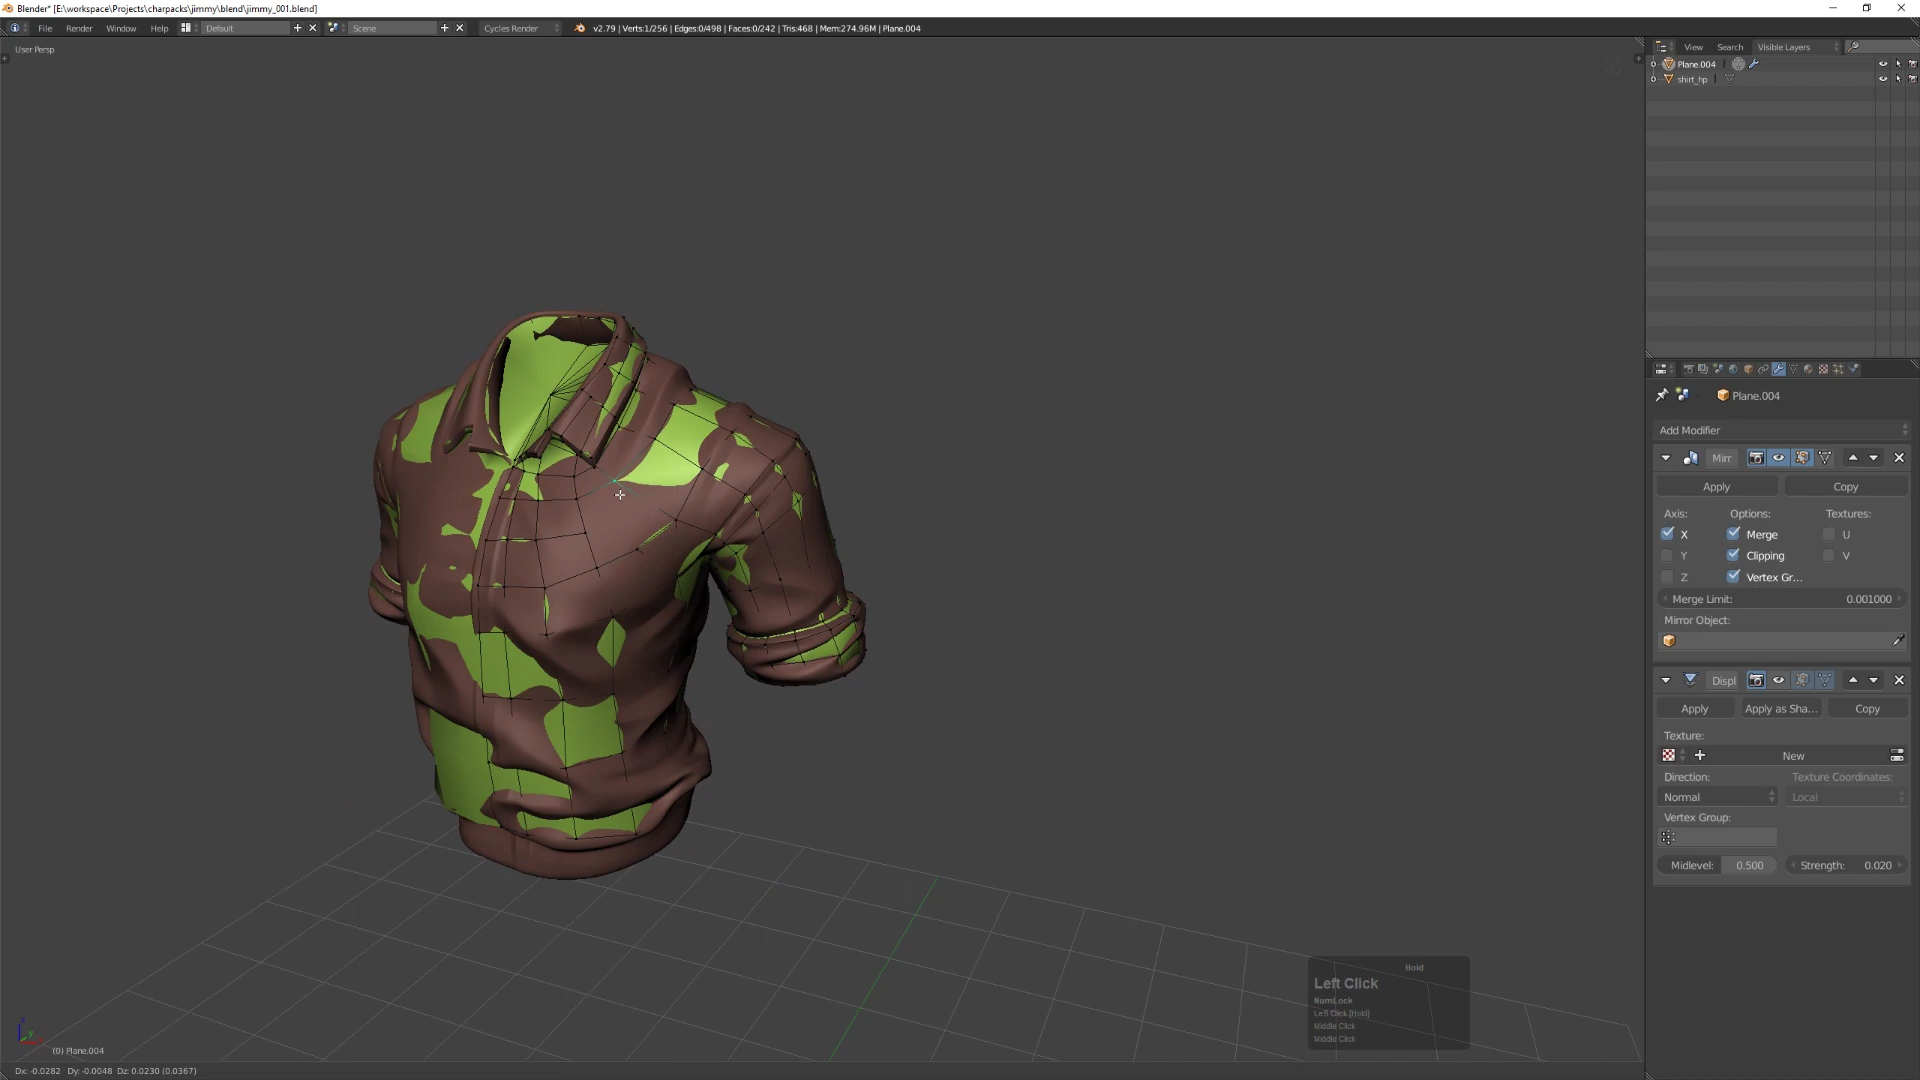 Blender* [E:\workspace\Projects\charpacks\jimmy\blend\jimmy_001.blend]
File Render Window Help Default Scene Cycles Render v2.79 | Verts:1/256 | Edges:0/498 | Faces:0/242 | Tris:468 | Mem:274.96M | Plane.004
User Persp
View Search Visible Layers
Plane.004
shirt_hp
Plane.004
Add Modifier
Mirr
Apply Copy
Axis: Options: Textures:
X Merge U
Y Clipping V
Z Vertex Gr...
Merge Limit: 0.001000
Mirror Object:
Displ
Apply Apply as Sha... Copy
Texture:
New
Direction: Texture Coordinates:
Normal Local
Vertex Group:
Midlevel: 0.500 Strength: 0.020
Hold
Left Click
NumLock
Left Click [Hold]
Middle Click
Middle Click
z
y
(0) Plane.004
Dx: -0.0282 Dy: -0.0048 Dz: 0.0230 (0.0367)